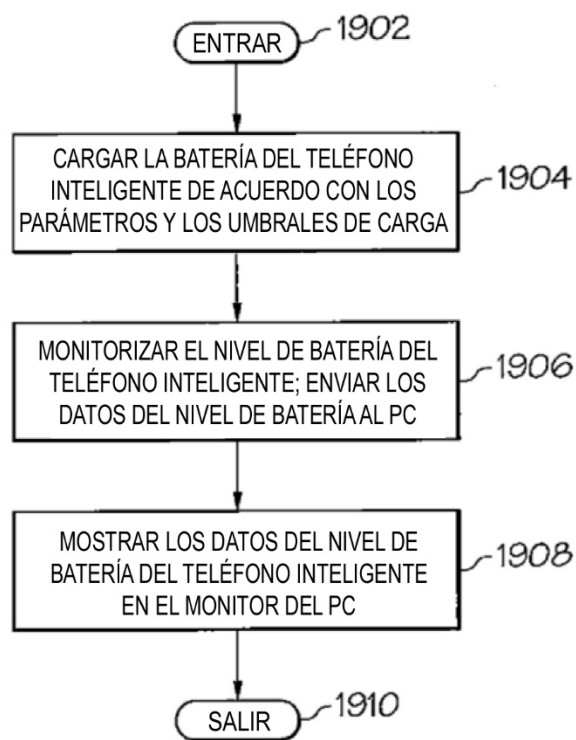 ENTRAR
1902
CARGAR LA BATERÍA DEL TELÉFONO
INTELIGENTE DE ACUERDO CON LOS
PARÁMETROS Y LOS UMBRALES DE CARGA
1904
MONITORIZAR EL NIVEL DE BATERÍA DEL
TELÉFONO INTELIGENTE; ENVIAR LOS
DATOS DEL NIVEL DE BATERÍA AL PC
1906
MOSTRAR LOS DATOS DEL NIVEL DE
BATERÍA DEL TELÉFONO INTELIGENTE
EN EL MONITOR DEL PC
1908
SALIR
1910